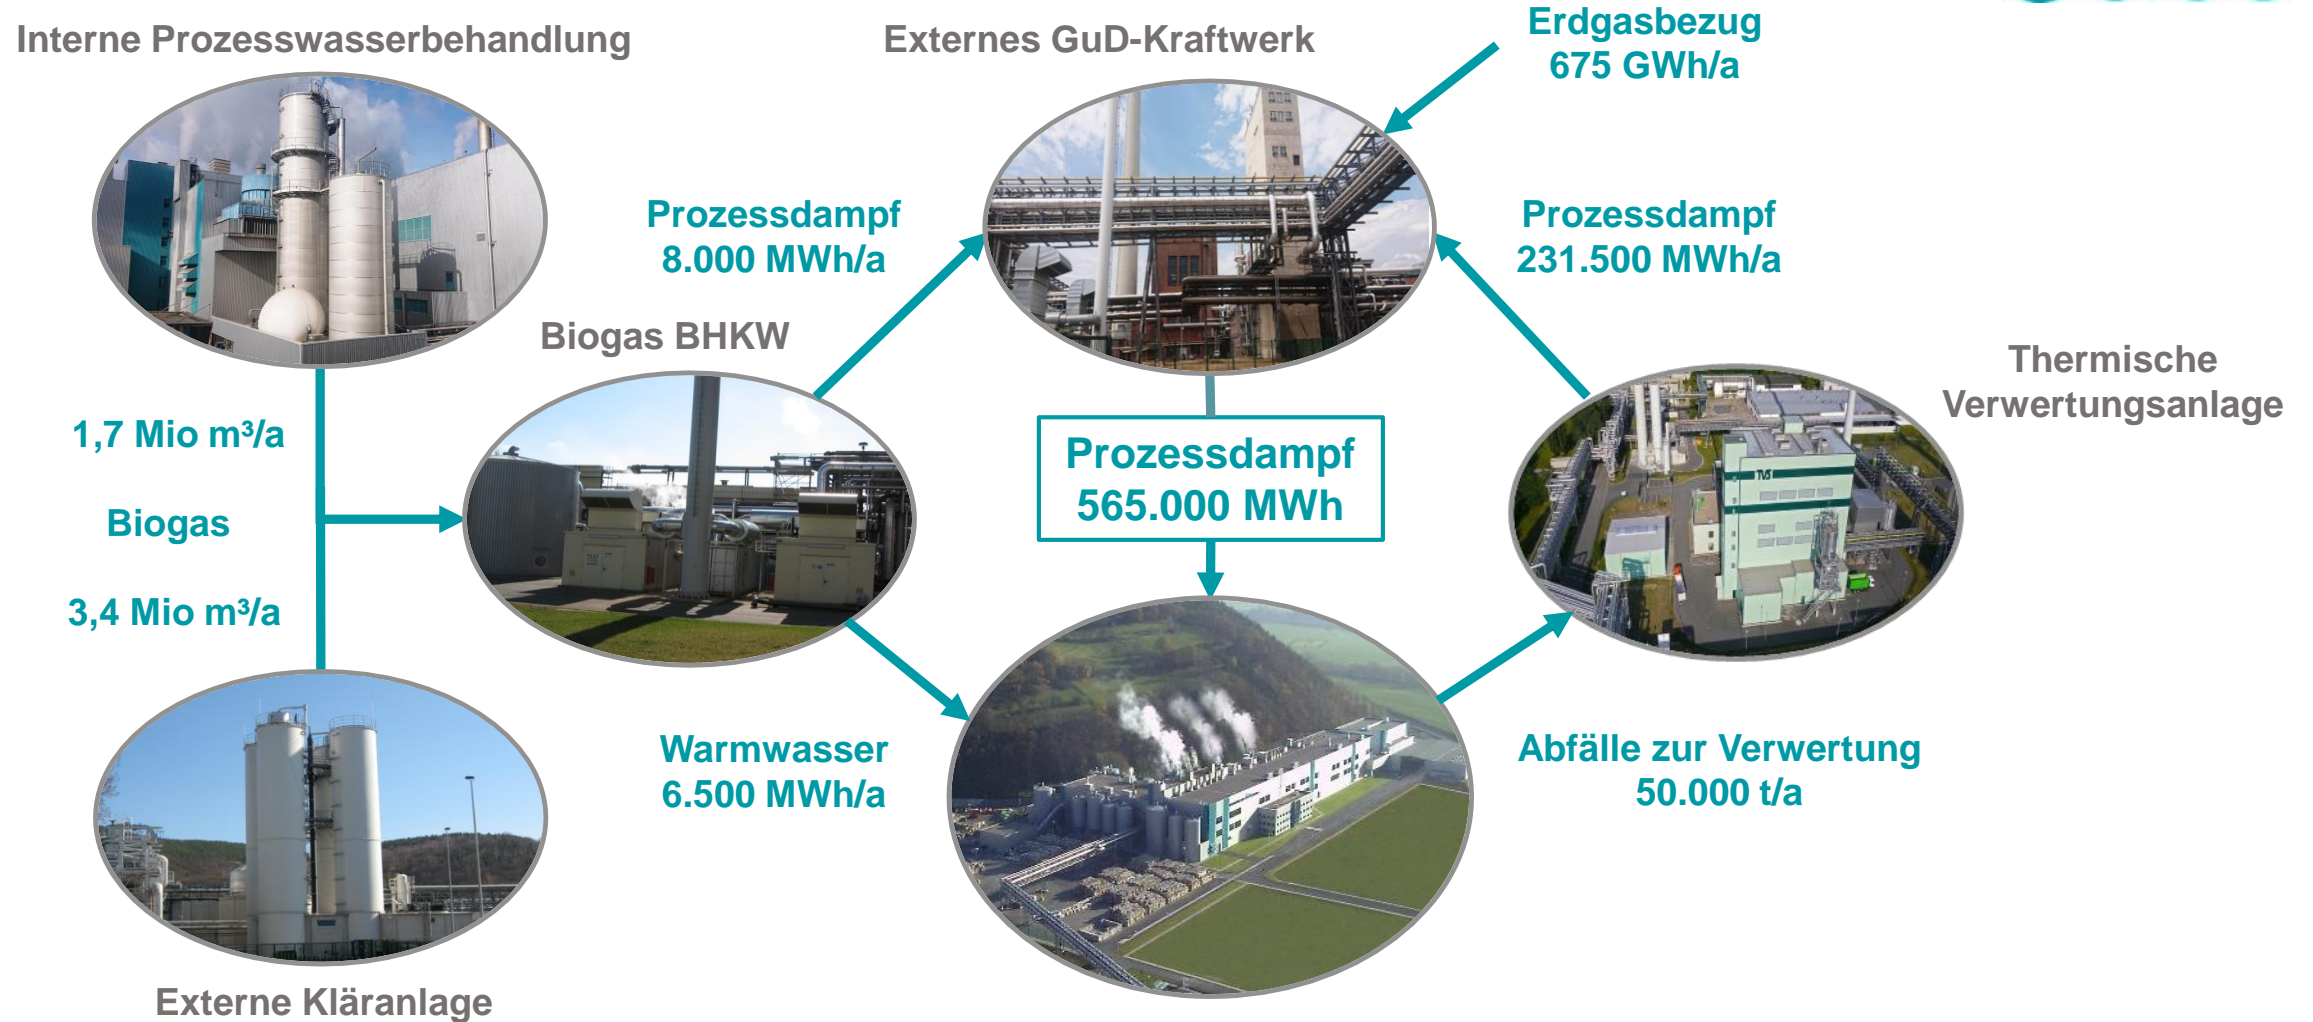 Interne Prozesswasserbehandlung
Externes GuD-Kraftwerk
Erdgasbezug
675 GWh/a
Prozessdampf
8.000 MWh/a
Prozessdampf
231.500 MWh/a
Biogas BHKW
Thermische
Verwertungsanlage
1,7 Mio m³/a
Biogas
3,4 Mio m³/a
Prozessdampf
565.000 MWh
TVS
Warmwasser
6.500 MWh/a
Abfälle zur Verwertung
50.000 t/a
Externe Kläranlage